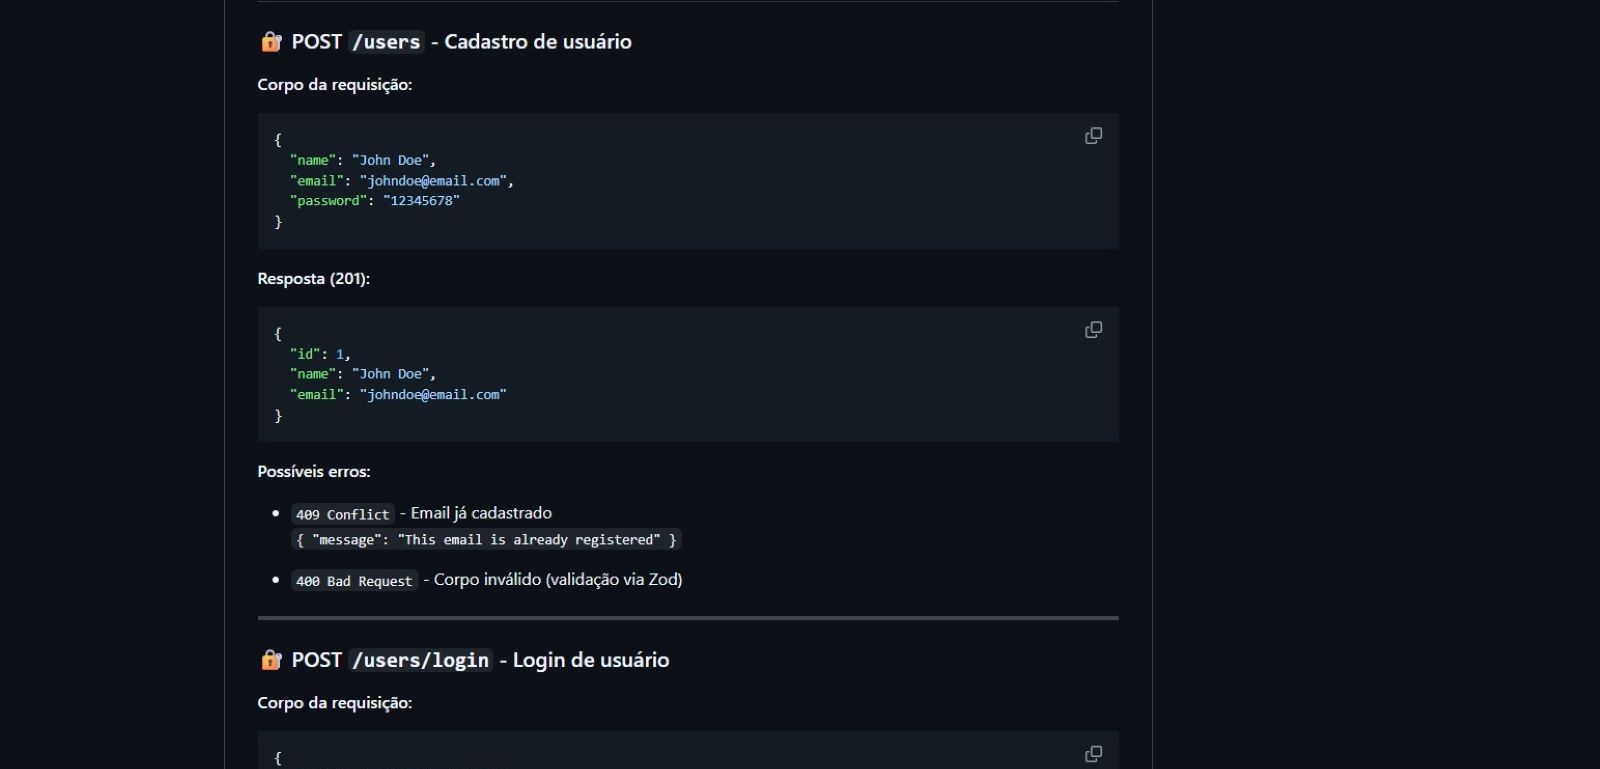 🔐 POST /users - Cadastro de usuário
Corpo da requisição:
{
"name": "John Doe",
"email": "johndoe@email.com",
"password": "12345678"
}
Resposta (201):
{
"id": 1,
"name": "John Doe",
"email": "johndoe@email.com"
}
Possíveis erros:
• 409 Conflict - Email já cadastrado
{ "message": "This email is already registered" }
• 400 Bad Request - Corpo inválido (validação via Zod)
🔐 POST /users/login - Login de usuário
Corpo da requisição:
{